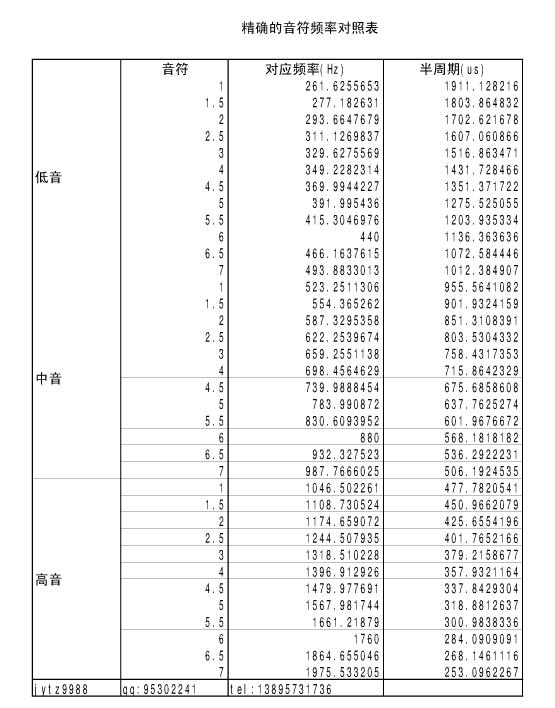 精确的音符频率对照表
音符 对应频率(Hz) 半周期(us)
1 261.6255653 1911.128216
1.5 277.182631 1803.864832
2 293.6647679 1702.621678
2.5 311.1269837 1607.060866
3 329.6275569 1516.863471
低音
4 349.2282314 1431.728466
4.5 369.9944227 1351.371722
5 391.995436 1275.525055
5.5 415.3046976 1203.935334
6 440 1136.363636
6.5 466.1637615 1072.584446
7 493.8833013 1012.384907
1 523.2511306 955.5641082
1.5 554.365262 901.9324159
2 587.3295358 851.3108391
2.5 622.2539674 803.5304332
3 659.2551138 758.4317353
4 698.4564629 715.8642329
中音
4.5 739.9888454 675.6858608
5 783.990872 637.7625274
5.5 830.6093952 601.9676672
6 880 568.1818182
6.5 932.327523 536.2922231
7 987.7666025 506.1924535
1 1046.502261 477.7820541
1.5 1108.730524 450.9662079
2 1174.659072 425.6554196
2.5 1244.507935 401.7652166
3 1318.510228 379.2158677
4 1396.912926 357.9321164
高音
4.5 1479.977691 337.8429304
5 1567.981744 318.8812637
5.5 1661.21879 300.9838336
6 1760 284.0909091
6.5 1864.655046 268.1461116
7 1975.533205 253.0962267
jytz9988 qq:95302241 tel:13895731736